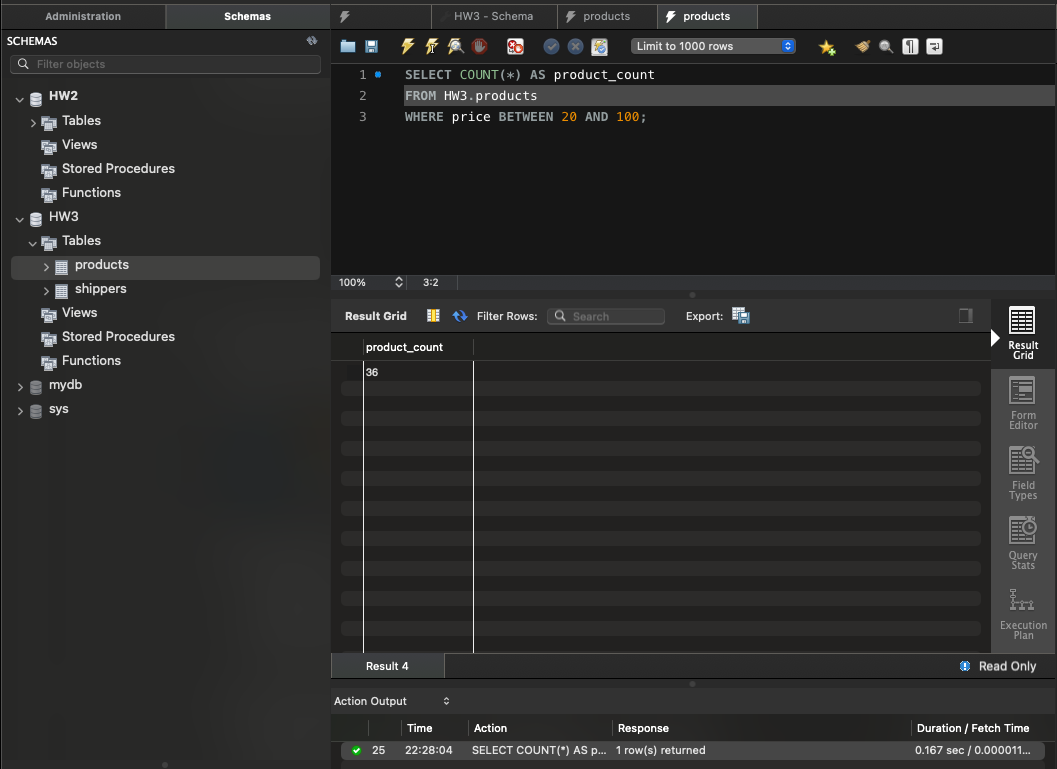 Administration
Schemas
SCHEMAS
Filter objects
HW2
Tables
Views
Stored Procedures
Functions
HW3
Tables
products
shippers
Views
Stored Procedures
Functions
mydb
sys
HW3 - Schema
products
products
Limit to 1000 rows
1 SELECT COUNT(*) AS product_count
2 FROM HW3.products
3 WHERE price BETWEEN 20 AND 100;
100%
3:2
Result Grid
Filter Rows:
Search
Export:
product_count
36
Result
Grid
Form
Editor
Field
Types
Query
Stats
Execution
Plan
Result 4
Read Only
Action Output
Time Action Response Duration / Fetch Time
25 22:28:04 SELECT COUNT(*) AS p... 1 row(s) returned 0.167 sec / 0.000011...